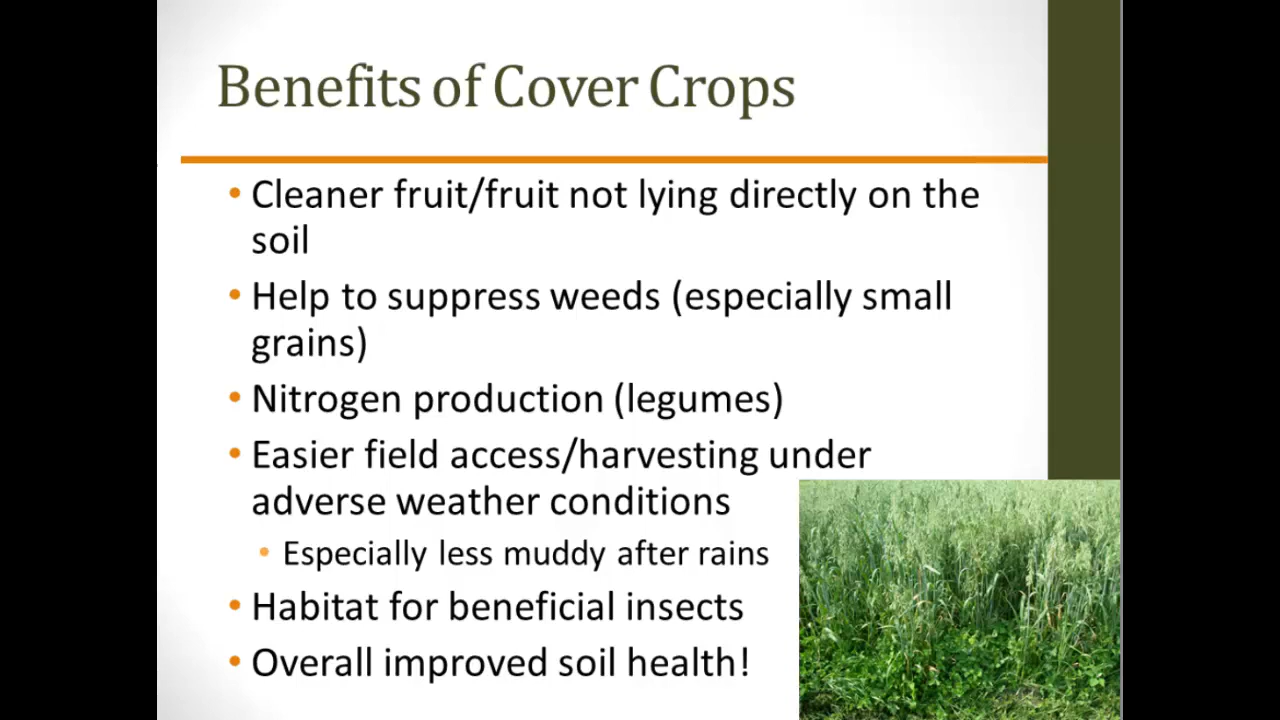 Benefits of Cover Crops
• Cleaner fruit/fruit not lying directly on the
soil
• Help to suppress weeds (especially small
grains)
• Nitrogen production (legumes)
• Easier field access/harvesting under
adverse weather conditions
• Especially less muddy after rains
• Habitat for beneficial insects
• Overall improved soil health!